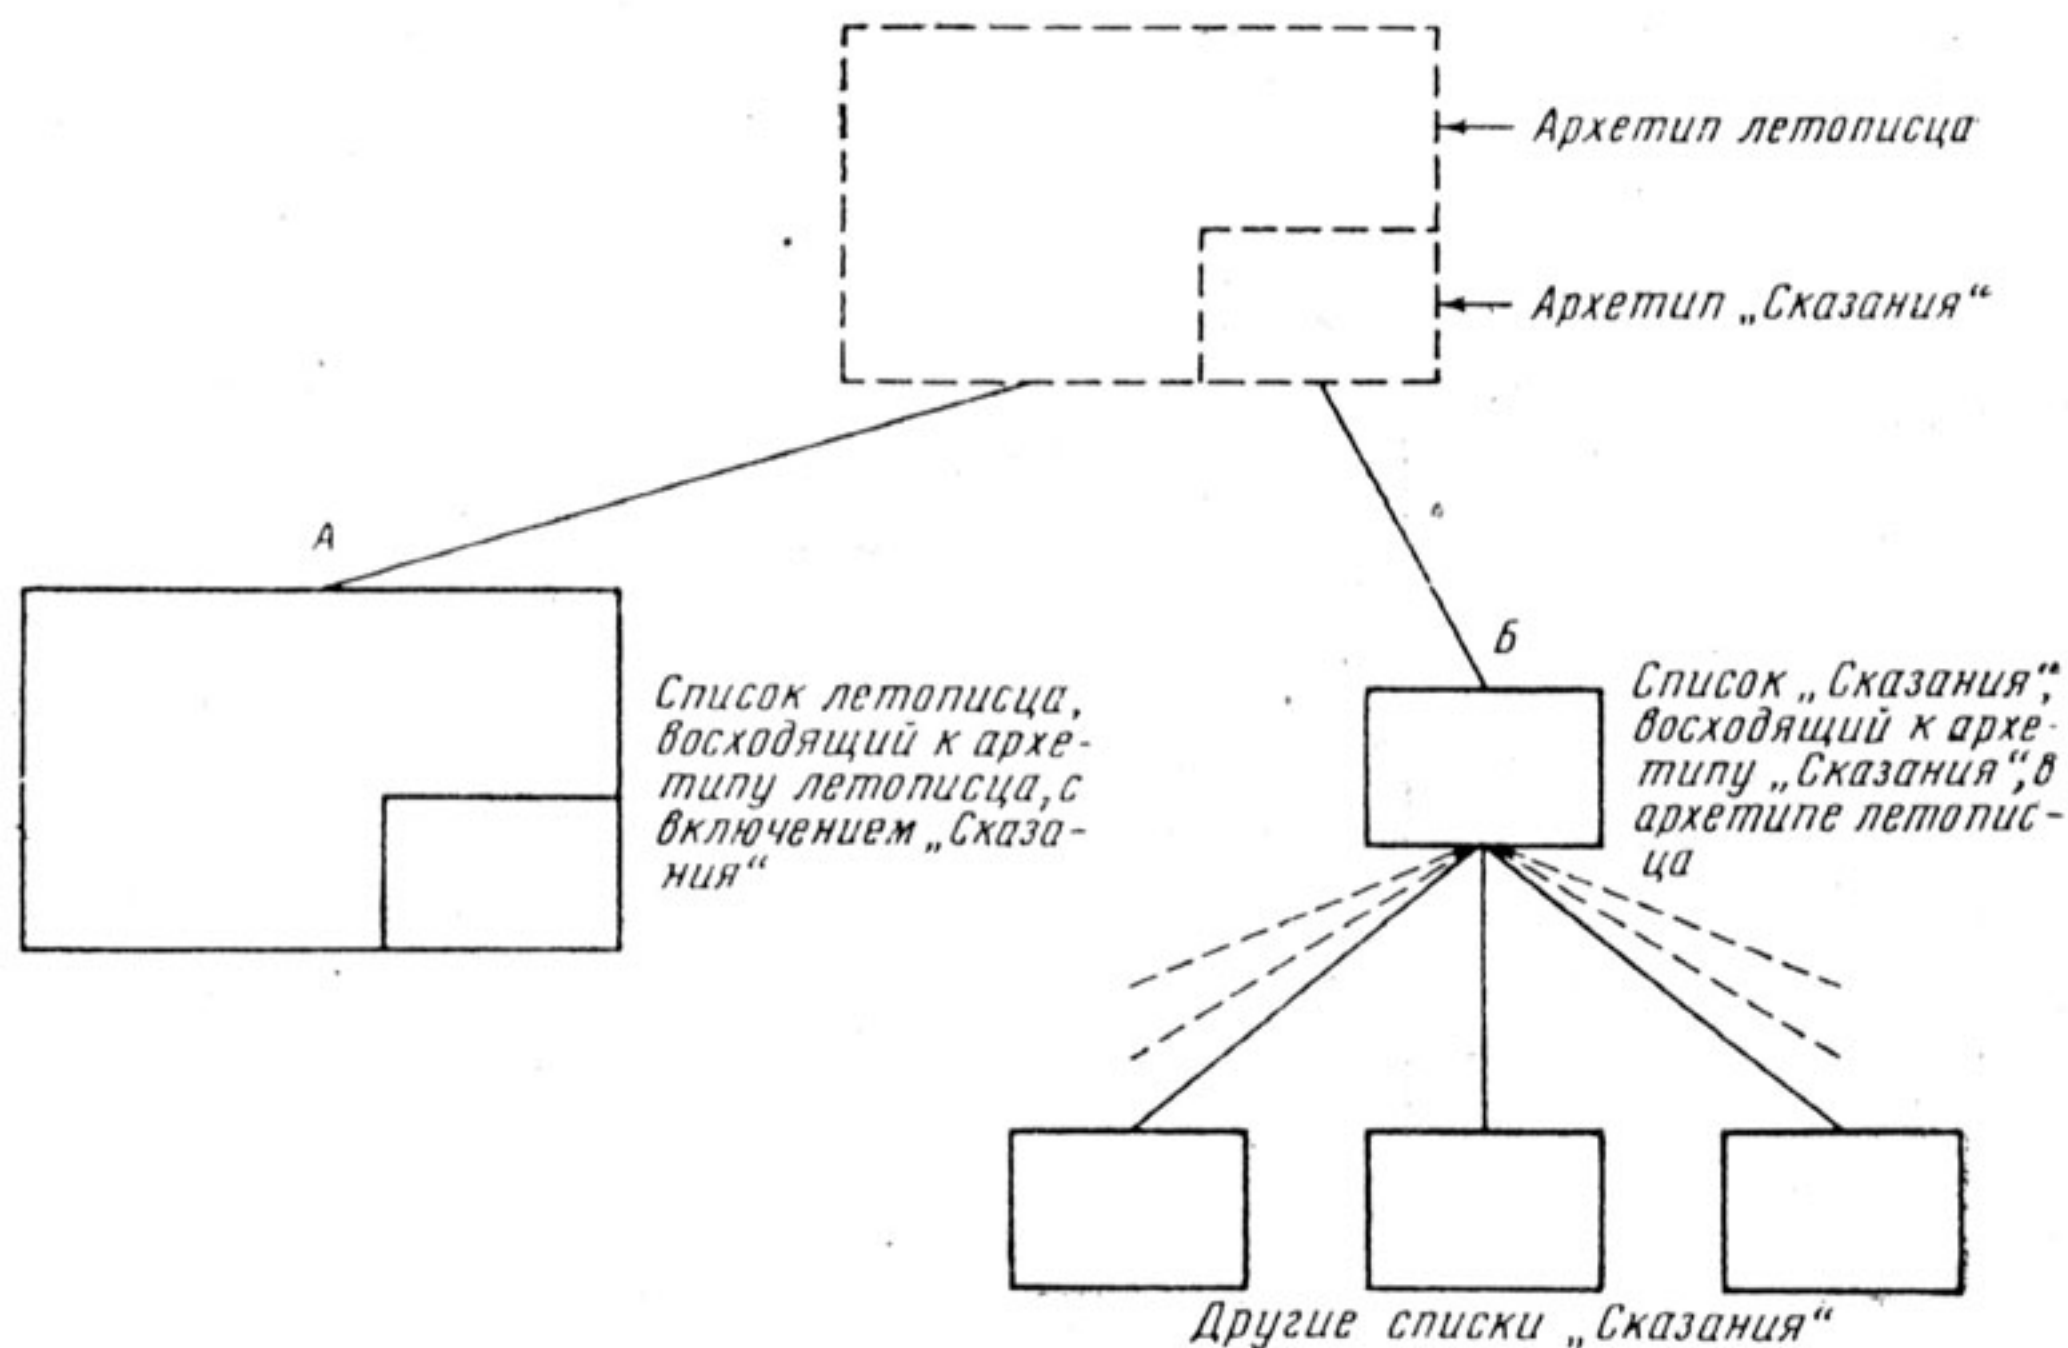 Архетип летописца
Архетип „Сказания“
А
Б
Список летописца,
восходящий к архе-
типу летописца, с
включением „Сказа-
ния“
Список „Сказания“,
восходящий к архе-
типу „Сказания“, в
архетипе летопис-
ца
Другие списки „Сказания“